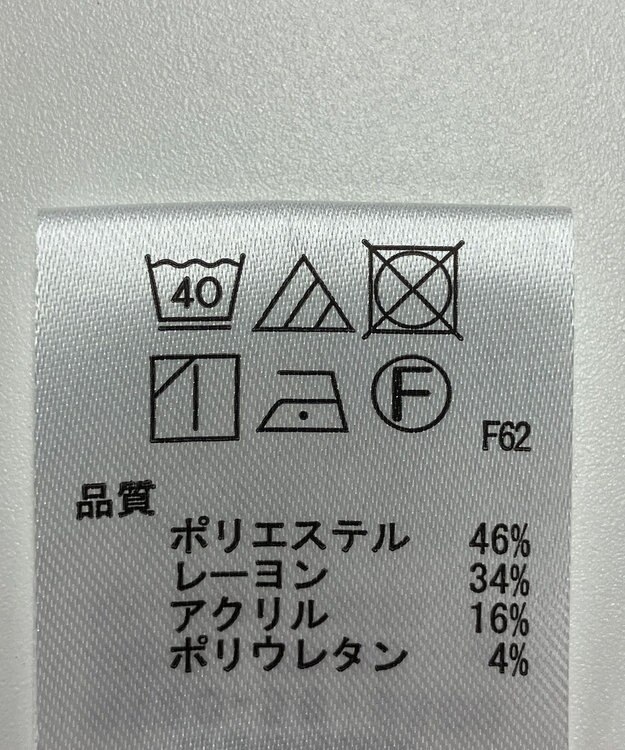 40
F
F62
品質
ポリエステル 46%
レーヨン 34%
アクリル 16%
ポリウレタン 4%